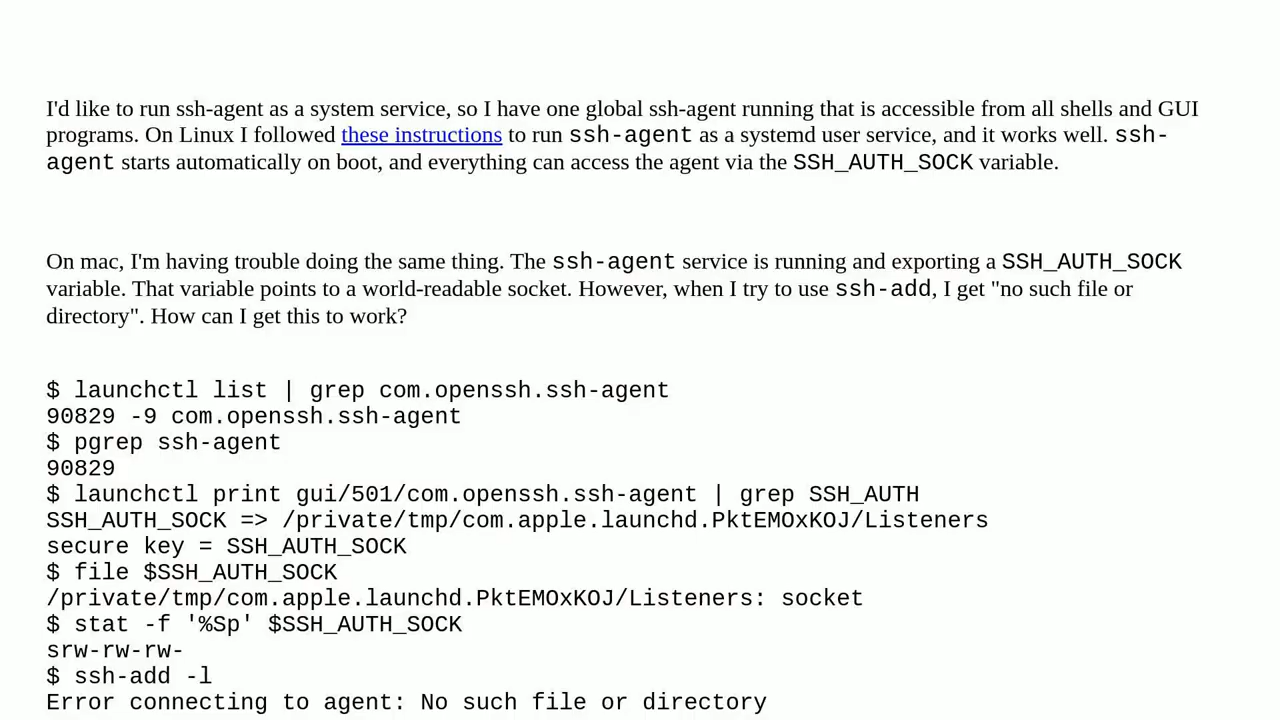 I'd like to run ssh-agent as a system service, so I have one global ssh-agent running that is accessible from all shells and GUI
programs. On Linux I followed these instructions to run ssh-agent as a systemd user service, and it works well. ssh-
agent starts automatically on boot, and everything can access the agent via the SSH_AUTH_SOCK variable.
On mac, I'm having trouble doing the same thing. The ssh-agent service is running and exporting a SSH_AUTH_SOCK
variable. That variable points to a world-readable socket. However, when I try to use ssh-add, I get "no such file or
directory". How can I get this to work?
$ launchctl list | grep com.openssh.ssh-agent
90829 -9 com.openssh.ssh-agent
$ pgrep ssh-agent
90829
$ launchctl print gui/501/com.openssh.ssh-agent | grep SSH_AUTH
SSH_AUTH_SOCK => /private/tmp/com.apple.launchd.PktEMOxKOJ/Listeners
secure key = SSH_AUTH_SOCK
$ file $SSH_AUTH_SOCK
/private/tmp/com.apple.launchd.PktEMOxKOJ/Listeners: socket
$ stat -f '%Sp' $SSH_AUTH_SOCK
srw-rw-rw-
$ ssh-add -l
Error connecting to agent: No such file or directory